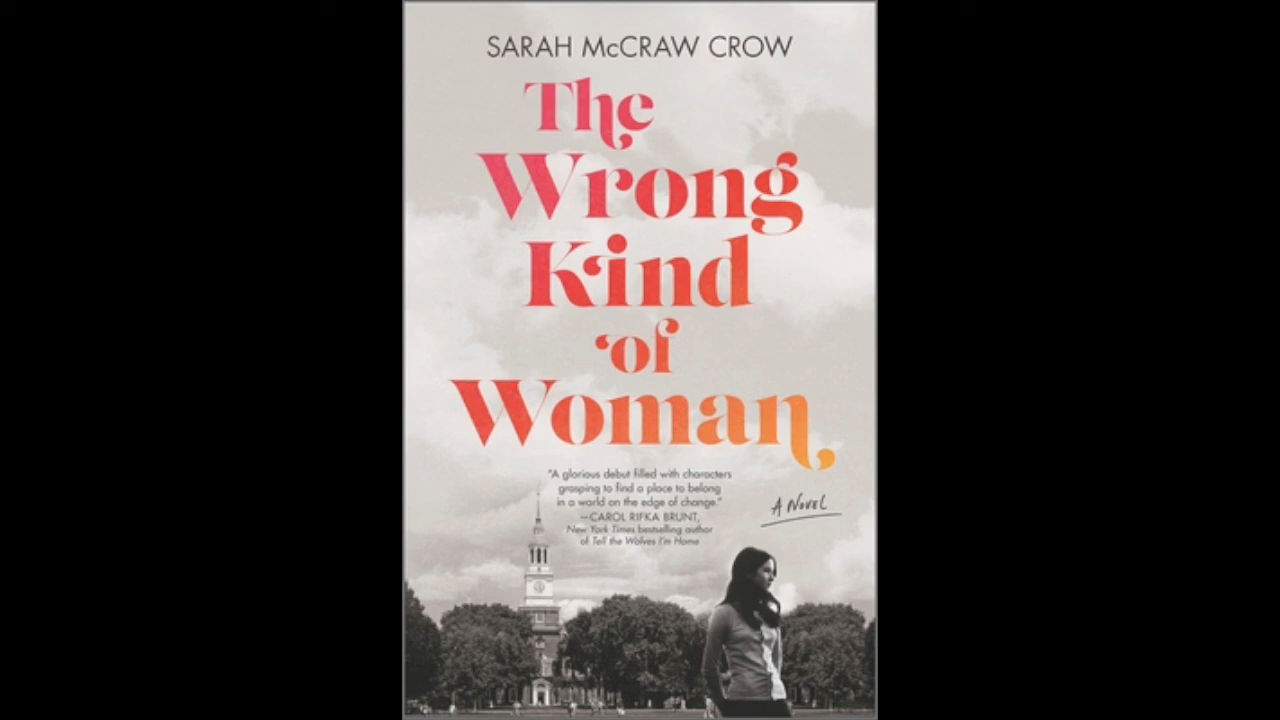 SARAH McCRAW CROW
The
Wrong
Kind
of
Woman
"A glorious debut filled with characters
grasping to find a place to belong
in a world on the edge of change."
—CAROL RIFKA BRUNT,
New York Times bestselling author
of Tell the Wolves I'm Home
A NOVEL